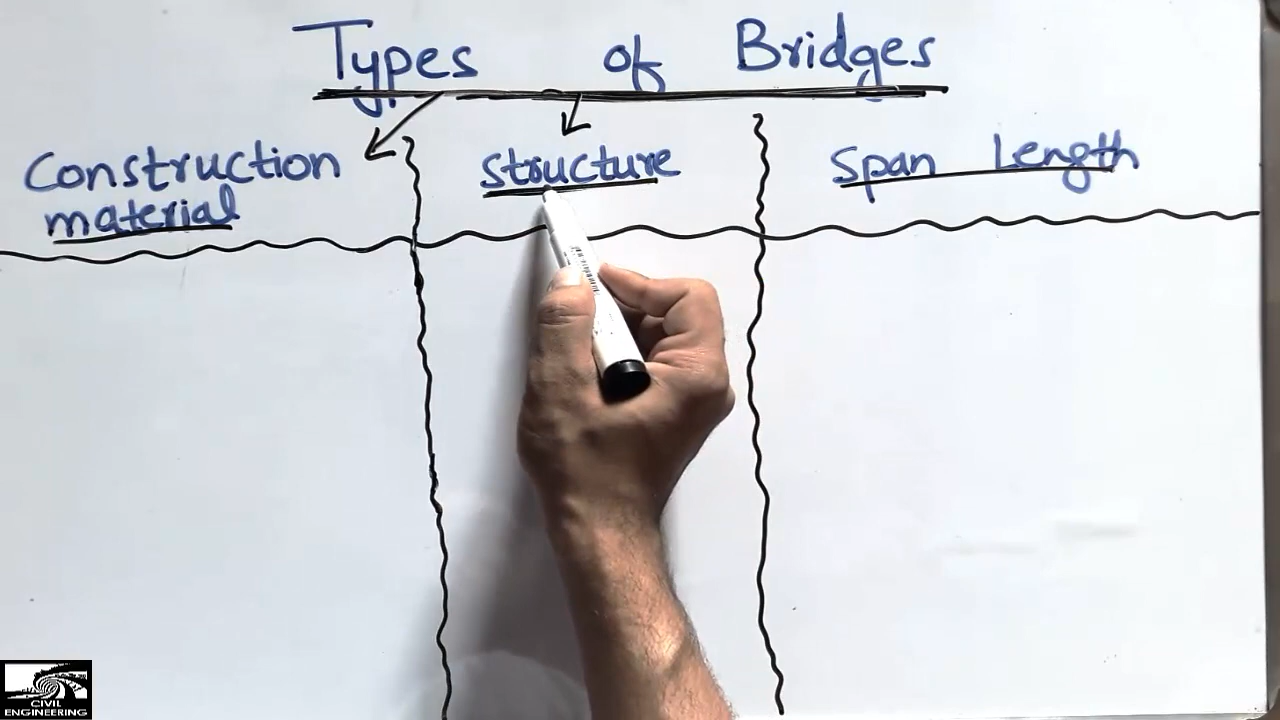 Types of Bridges
Construction
material
Structure
Span Length
CIVIL
ENGINEERING